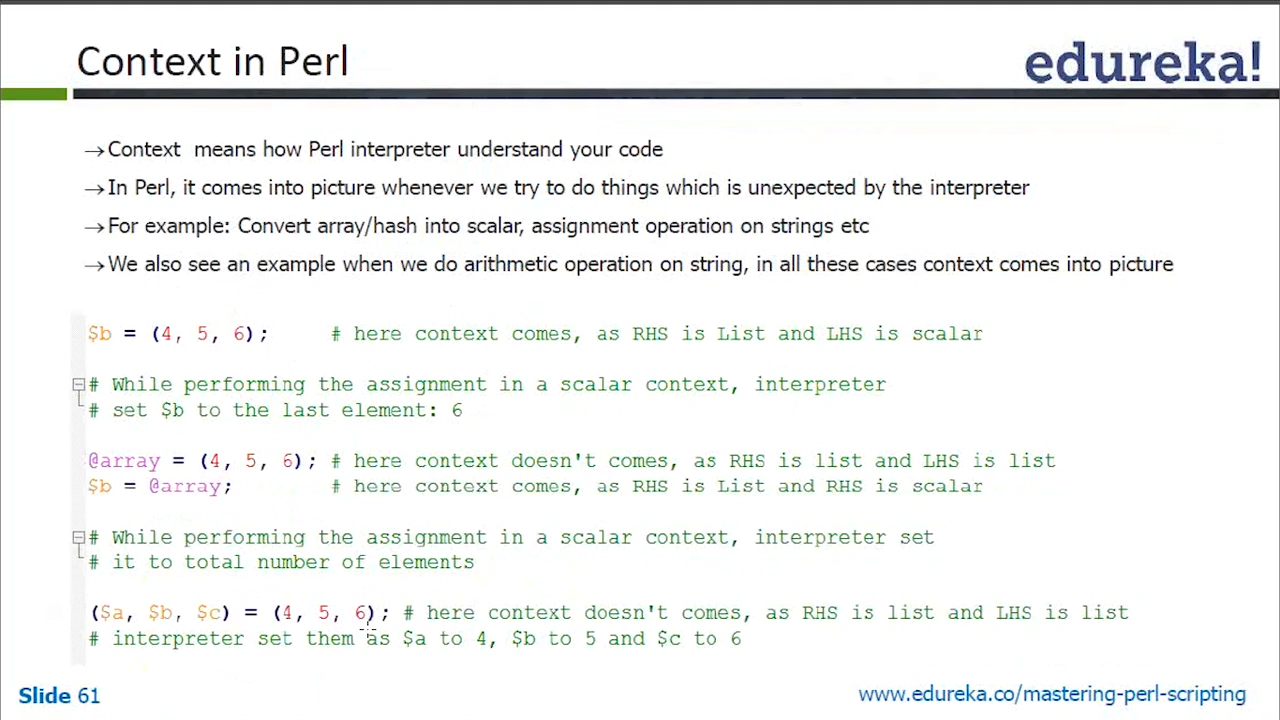 Context in Perl
edureka!
→Context means how Perl interpreter understand your code
→In Perl, it comes into picture whenever we try to do things which is unexpected by the interpreter
→For example: Convert array/hash into scalar, assignment operation on strings etc
→We also see an example when we do arithmetic operation on string, in all these cases context comes into picture
$b = (4, 5, 6); # here context comes, as RHS is List and LHS is scalar
# While performing the assignment in a scalar context, interpreter
# set $b to the last element: 6
@array = (4, 5, 6); # here context doesn't comes, as RHS is list and LHS is list
$b = @array; # here context comes, as RHS is List and RHS is scalar
# While performing the assignment in a scalar context, interpreter set
# it to total number of elements
($a, $b, $c) = (4, 5, 6); # here context doesn't comes, as RHS is list and LHS is list
# interpreter set them as $a to 4, $b to 5 and $c to 6
Slide 61
www.edureka.co/mastering-perl-scripting